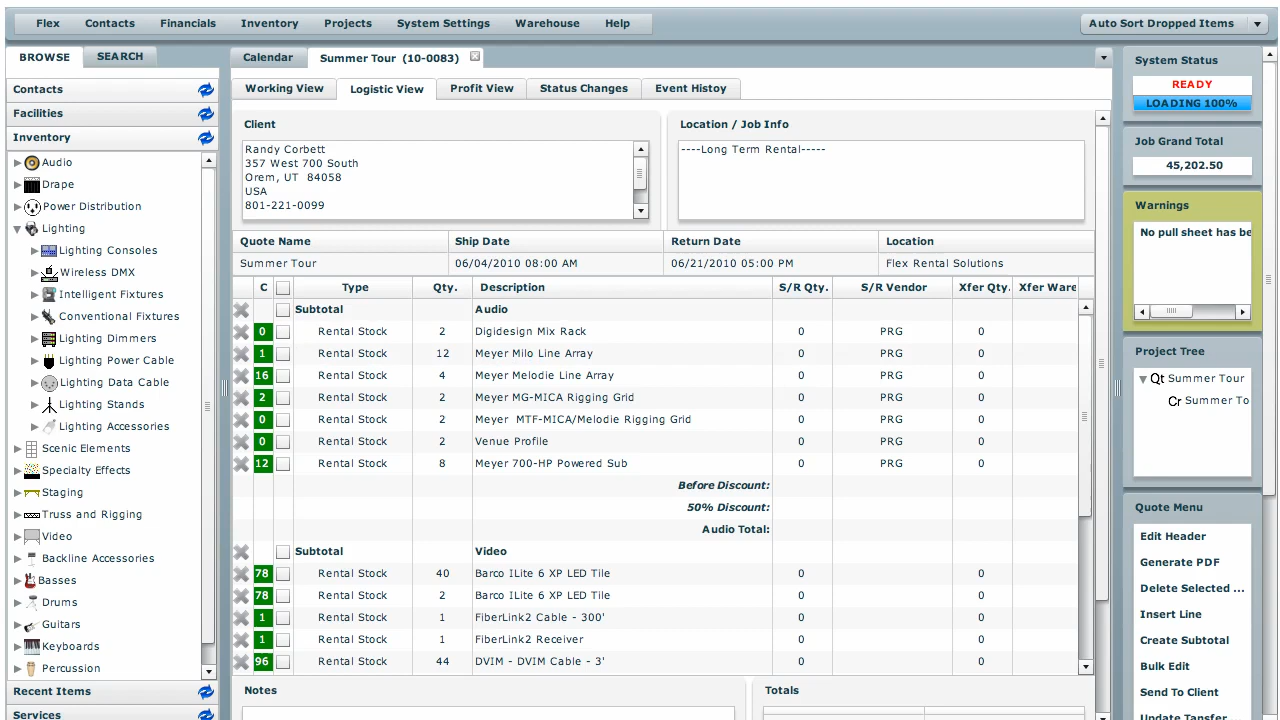 Flex Contacts Financials Inventory Projects System Settings Warehouse Help Auto Sort Dropped Items
BROWSE SEARCH
Contacts
Facilities
Inventory
Audio
Drape
Power Distribution
Lighting
Lighting Consoles
Wireless DMX
Intelligent Fixtures
Conventional Fixtures
Lighting Dimmers
Lighting Power Cable
Lighting Data Cable
Lighting Stands
Lighting Accessories
Scenic Elements
Specialty Effects
Staging
Truss and Rigging
Video
Backline Accessories
Basses
Drums
Guitars
Keyboards
Percussion
Recent Items
Services
Calendar Summer Tour (10-0083)
Working View Logistic View Profit View Status Changes Event Histoy
Client
Randy Corbett
357 West 700 South
Orem, UT 84058
USA
801-221-0099
Location / Job Info
----Long Term Rental-----
Quote Name Ship Date Return Date Location
Summer Tour 06/04/2010 08:00 AM 06/21/2010 05:00 PM Flex Rental Solutions
C Type Qty. Description S/R Qty. S/R Vendor Xfer Qty. Xfer Ware
Subtotal Audio
0 Rental Stock 2 Digidesign Mix Rack 0 PRG 0
1 Rental Stock 12 Meyer Milo Line Array 0 PRG 0
16 Rental Stock 4 Meyer Melodie Line Array 0 PRG 0
2 Rental Stock 2 Meyer MG-MICA Rigging Grid 0 PRG 0
0 Rental Stock 2 Meyer MTF-MICA/Melodie Rigging Grid 0 PRG 0
0 Rental Stock 2 Venue Profile 0 PRG 0
12 Rental Stock 8 Meyer 700-HP Powered Sub 0 PRG 0
Before Discount:
50% Discount:
Audio Total:
Subtotal Video
78 Rental Stock 40 Barco ILite 6 XP LED Tile 0 0
78 Rental Stock 2 Barco ILite 6 XP LED Tile 0 0
1 Rental Stock 1 FiberLink2 Cable - 300' 0 0
1 Rental Stock 1 FiberLink2 Receiver 0 0
96 Rental Stock 44 DVIM - DVIM Cable - 3' 0 0
Notes Totals
System Status
READY
LOADING 100%
Job Grand Total
45,202.50
Warnings
No pull sheet has be
Project Tree
Qt Summer Tour
Cr Summer To
Quote Menu
Edit Header
Generate PDF
Delete Selected ...
Insert Line
Create Subtotal
Bulk Edit
Send To Client
Update Tansfer...